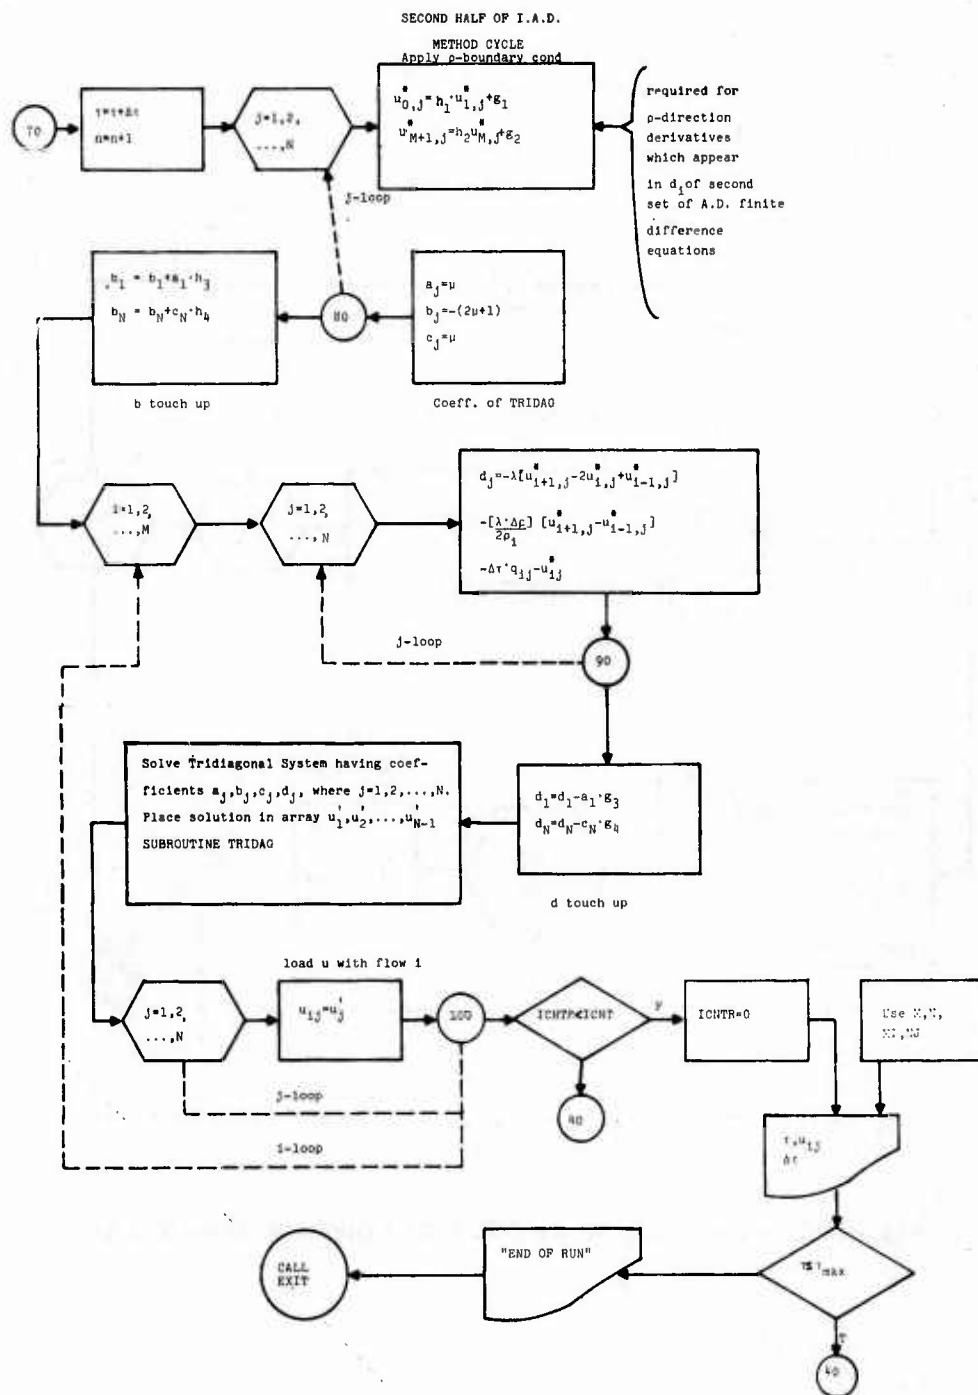 SECOND HALF OF I.A.D.
METHOD CYCLE
Apply ρ-boundary cond
70
τ=τ+Δτ
n=n+1
j=1,2,
...,N
u*0,j = h1·u*1,j+g1
u*M+1,j=h2u*M,j+g2
required for
ρ-direction
derivatives
which appear
in dj of second
set of A.D. finite
difference
equations
j-loop
b1 = b1+a1·h3
bN = bN+cN·h4
b touch up
80
aj=μ
bj=-(2μ+1)
cj=μ
Coeff. of TRIDAG
i=1,2,
...,M
j=1,2,
...,N
dj=-λ[u*i+1,j-2u*i,j+u*i-1,j]
-[λ·Δρ/2ρi] [u*i+1,j-u*i-1,j]
-Δτ·qij-u*ij
j-loop
90
Solve Tridiagonal System having coef-
ficients aj,bj,cj,dj, where j=1,2,...,N.
Place solution in array u'1,u'2,...,u'N-1
SUBROUTINE TRIDAG
d1=d1-a1·g3
dN=dN-cN·g4
d touch up
load u with flow i
j=1,2,
...,N
uij=u'j
100
ICNTR<ICNT
y
ICNTR=0
Use M,N,
j-loop
40
i-loop
τ,uij
Δτ
CALL
EXIT
"END OF RUN"
τ≤τmax
T
40